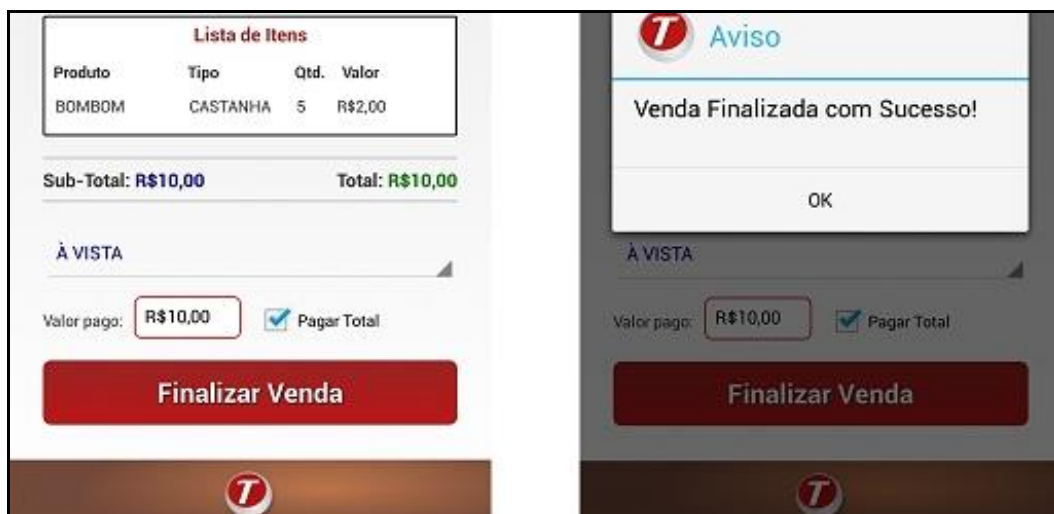 Lista de Itens
Produto Tipo Qtd. Valor
BOMBOM CASTANHA 5 R$2,00
Sub-Total: R$10,00 Total: R$10,00
À VISTA
Valor pago: R$10,00 Pagar Total
Finalizar Venda
T
T Aviso
Venda Finalizada com Sucesso!
OK
À VISTA
Valor pago: R$10,00 Pagar Total
Finalizar Venda
T